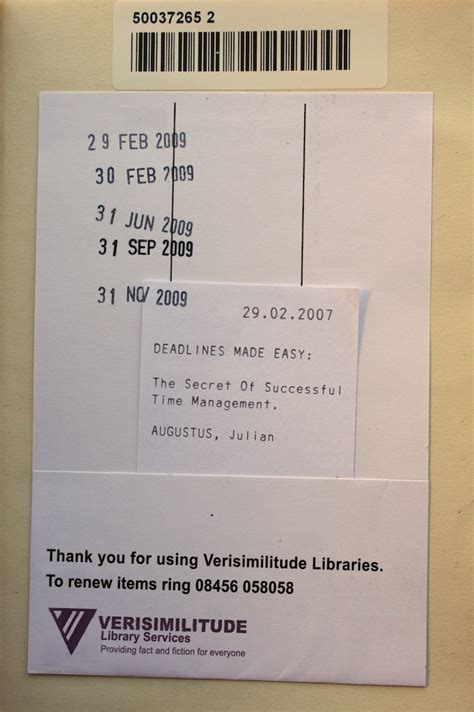 50037265 2
29 FEB 2009
30 FEB 2009
31 JUN 2009
31 SEP 2009
31 NOV 2009
29.02.2007
DEADLINES MADE EASY:
The Secret Of Successful
Time Management.
AUGUSTUS, Julian
Thank you for using Verisimilitude Libraries.
To renew items ring 08456 058058
VERISIMILITUDE
Library Services
Providing fact and fiction for everyone